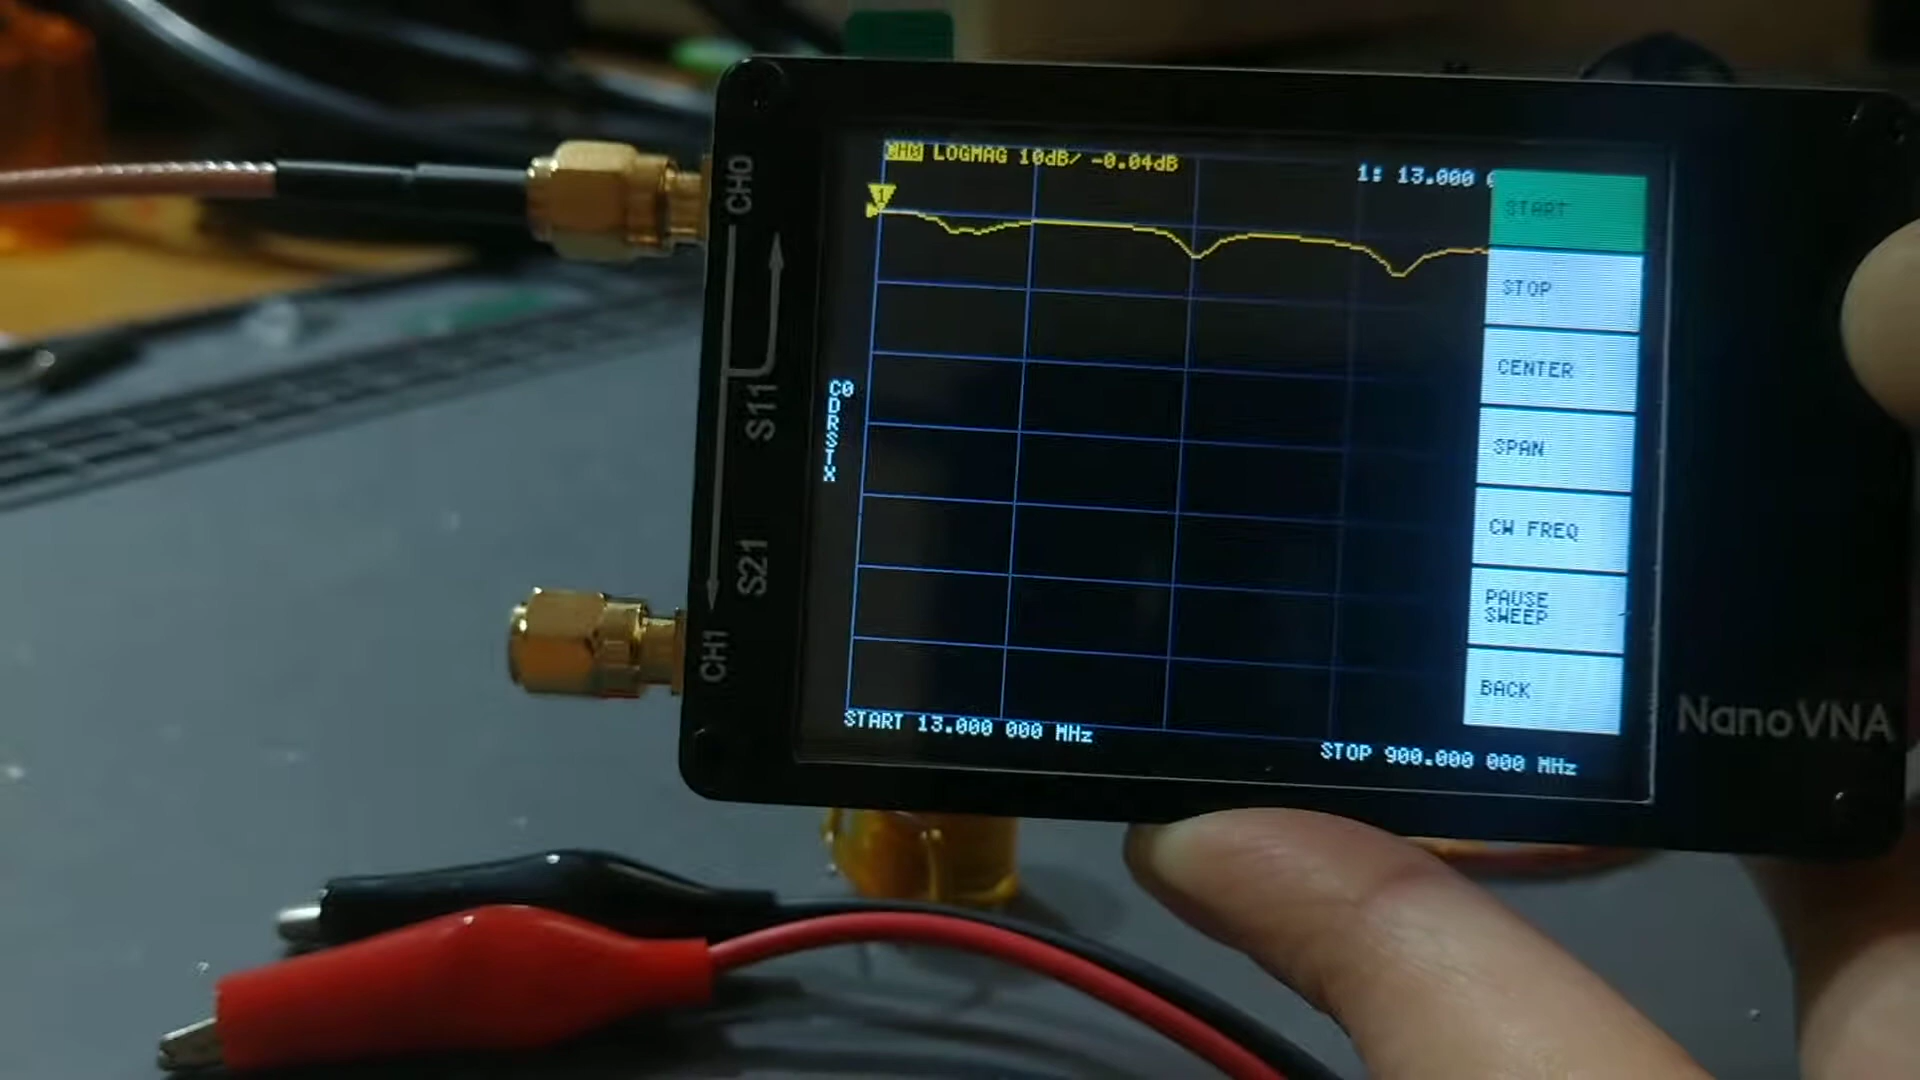 CH0 LOGMAG 10dB/ -0.04dB
1: 13.000
1
START
STOP
CENTER
SPAN
CW FREQ
PAUSE
SWEEP
BACK
C0
D
R
S
T
X
START 13.000 000 MHz
STOP 900.000 000 MHz
CH0
S11
S21
CH1
NanoVNA